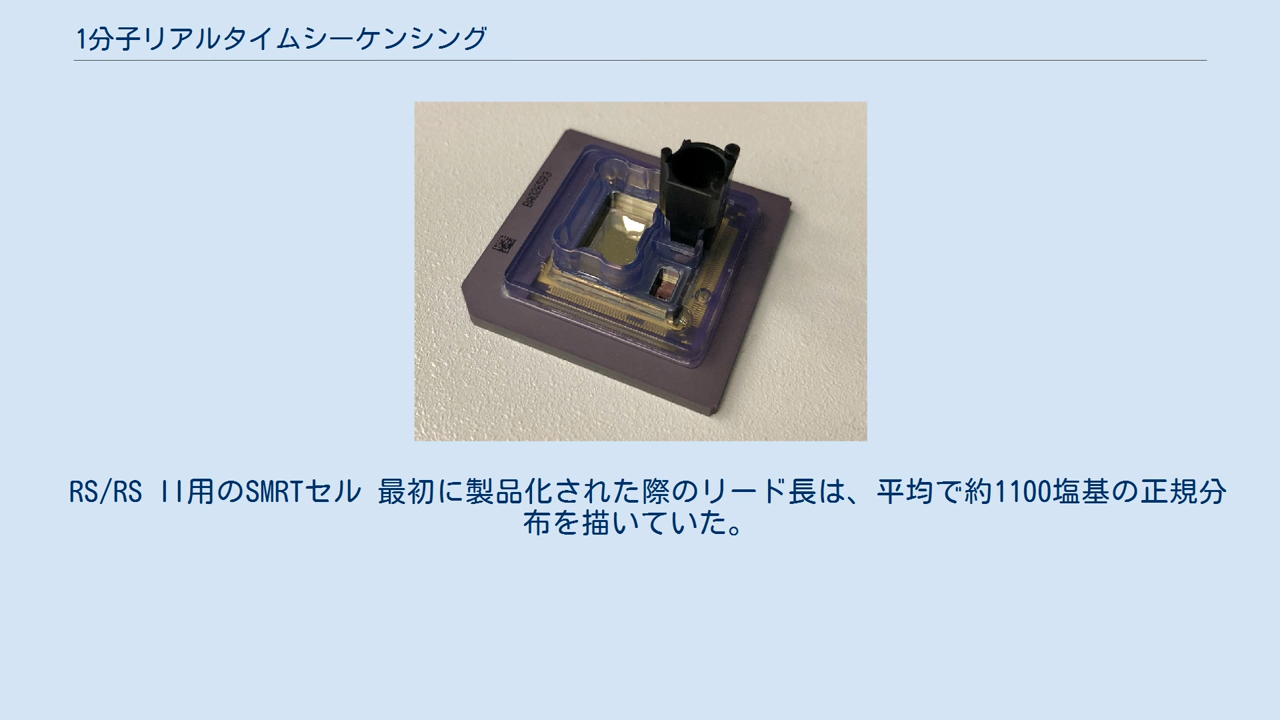 1分子リアルタイムシーケンシング
RS/RS II用のSMRTセル 最初に製品化された際のリード長は、平均で約1100塩基の正規分
布を描いていた。